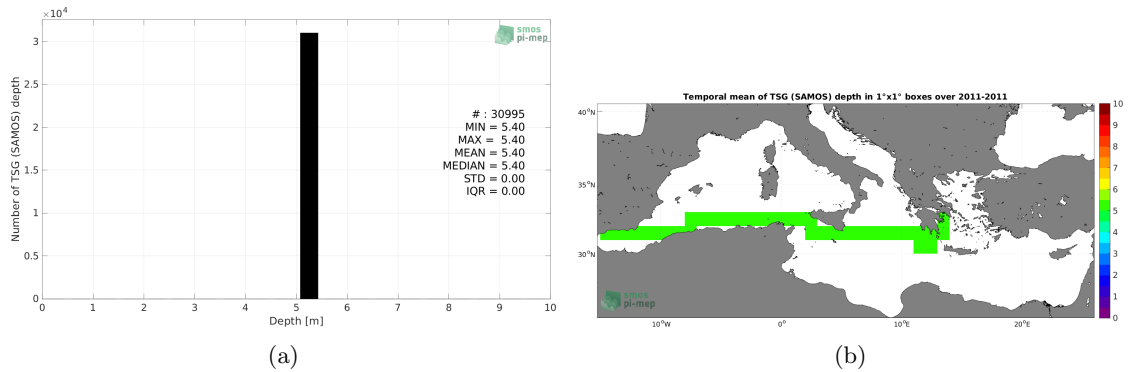 ×10⁴
smos
pi-mep
3
2.5
2
1.5
1
0.5
0
Number of TSG (SAMOS) depth
# : 30995
MIN = 5.40
MAX = 5.40
MEAN = 5.40
MEDIAN = 5.40
STD = 0.00
IQR = 0.00
0 1 2 3 4 5 6 7 8 9 10
Depth [m]
(a)
Temporal mean of TSG (SAMOS) depth in 1°x1° boxes over 2011-2011
40°N
35°N
30°N
10°W 0° 10°E 20°E
smos
pi-mep
10
9
8
7
6
5
4
3
2
1
0
(b)